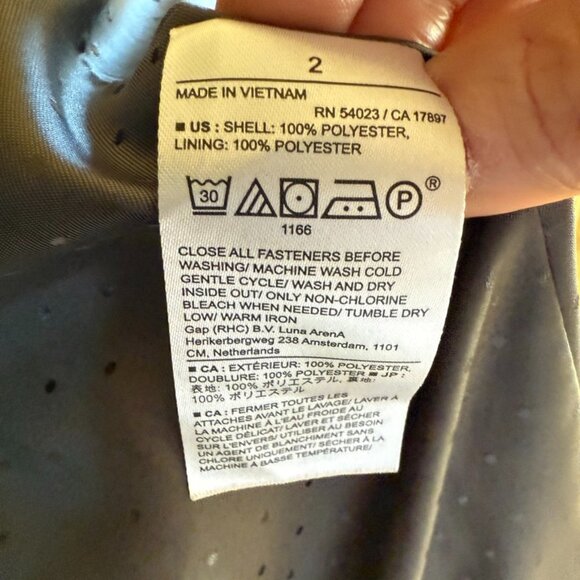 2
MADE IN VIETNAM
RN 54023 / CA 17897
■ US : SHELL: 100% POLYESTER,
LINING: 100% POLYESTER
30 P ®
1166
CLOSE ALL FASTENERS BEFORE
WASHING/ MACHINE WASH COLD
GENTLE CYCLE/ WASH AND DRY
INSIDE OUT/ ONLY NON-CHLORINE
BLEACH WHEN NEEDED/ TUMBLE DRY
LOW/ WARM IRON
Gap (RHC) B.V. Luna ArenA
Herikerbergweg 238 Amsterdam, 1101
CM, Netherlands
■ CA : EXTÉRIEUR: 100% POLYESTER,
DOUBLURE: 100% POLYESTER ■ JP :
表地: 100% ポリエステル, 裏地:
100% ポリエステル
■ CA : FERMER TOUTES LES
ATTACHES AVANT LE LAVAGE/ LAVER À
LA MACHINE À L'EAU FROIDE AU
CYCLE DÉLICAT/ LAVER ET SÉCHER
SUR L'ENVERS/ UTILISER AU BESOIN
UN AGENT DE BLANCHIMENT SANS
CHLORE UNIQUEMENT/ SÉCHER À LA
MACHINE À BASSE TEMPÉRATURE/